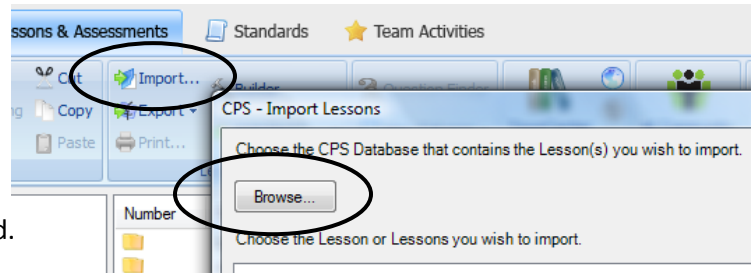 ssons & Assessments Standards Team Activities
Cut Import... Builder Question Finder
ng Copy Export CPS - Import Lessons
Paste Print... Choose the CPS Database that contains the Lesson(s) you wish to import.
Browse...
Number
d. Choose the Lesson or Lessons you wish to import.